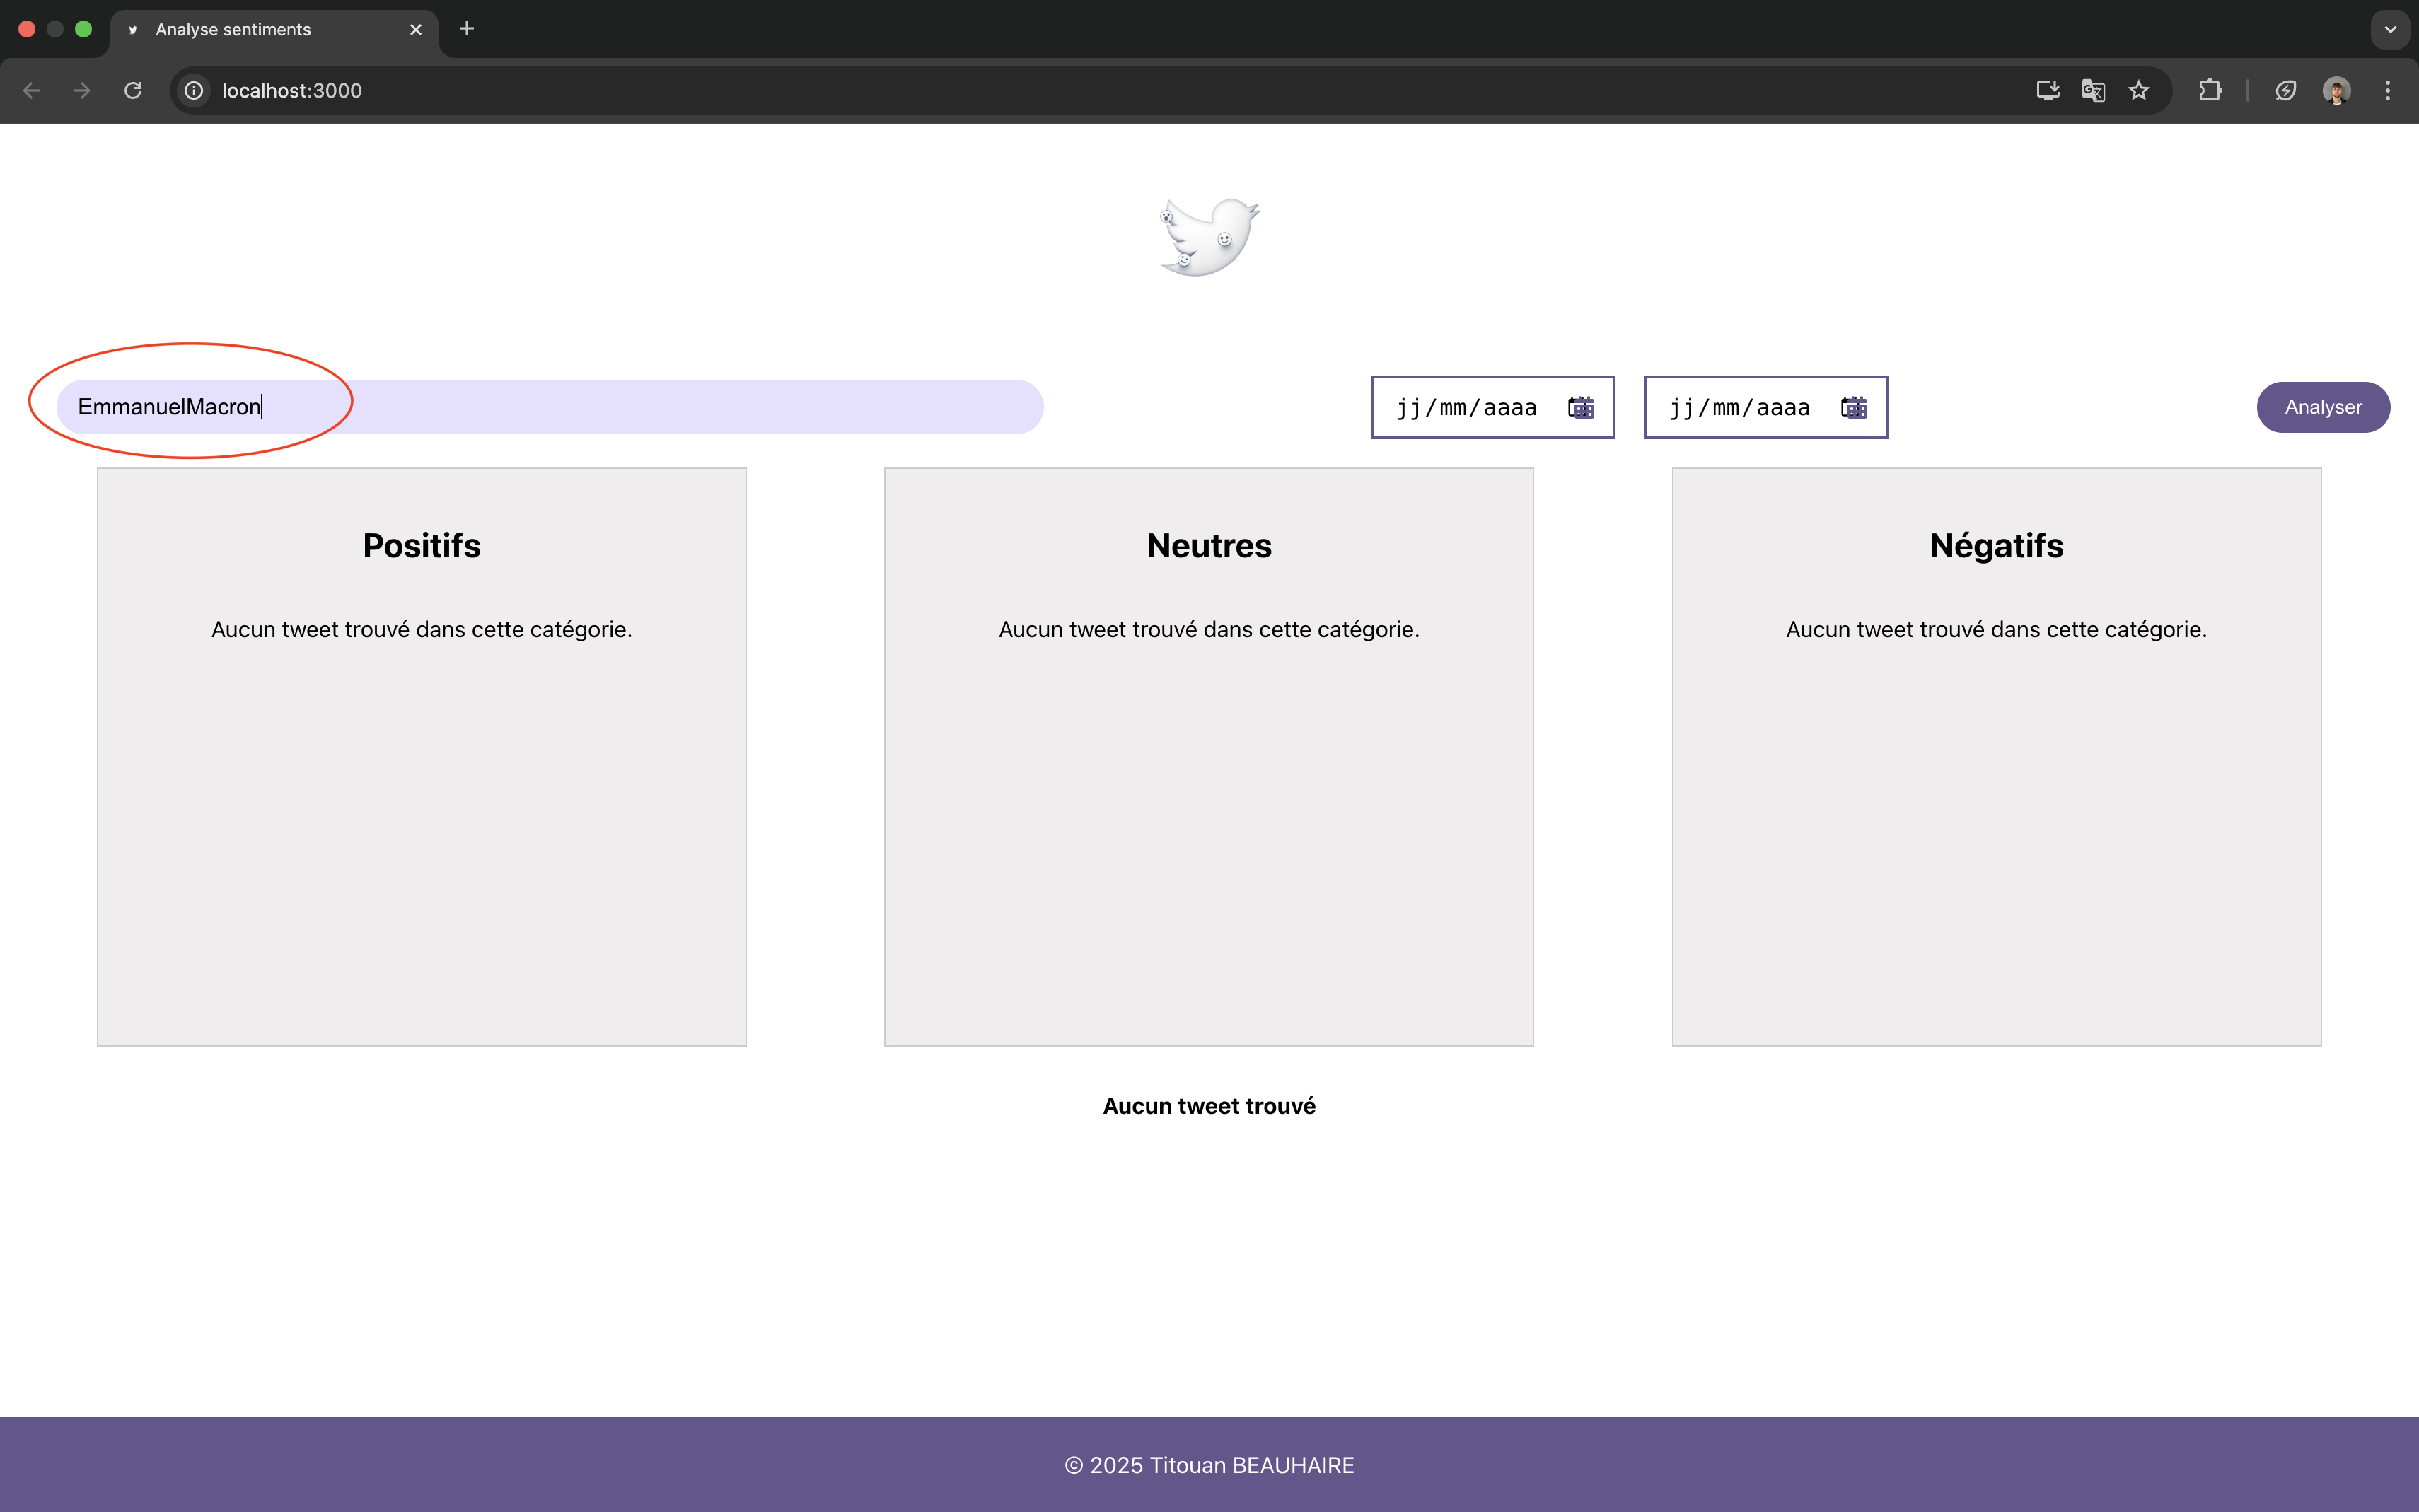 Analyse sentiments
localhost:3000
EmmanuelMacron
jj/mm/aaaa
jj/mm/aaaa
Analyser
Positifs
Neutres
Négatifs
Aucun tweet trouvé dans cette catégorie.
Aucun tweet trouvé dans cette catégorie.
Aucun tweet trouvé dans cette catégorie.
Aucun tweet trouvé
© 2025 Titouan BEAUHAIRE